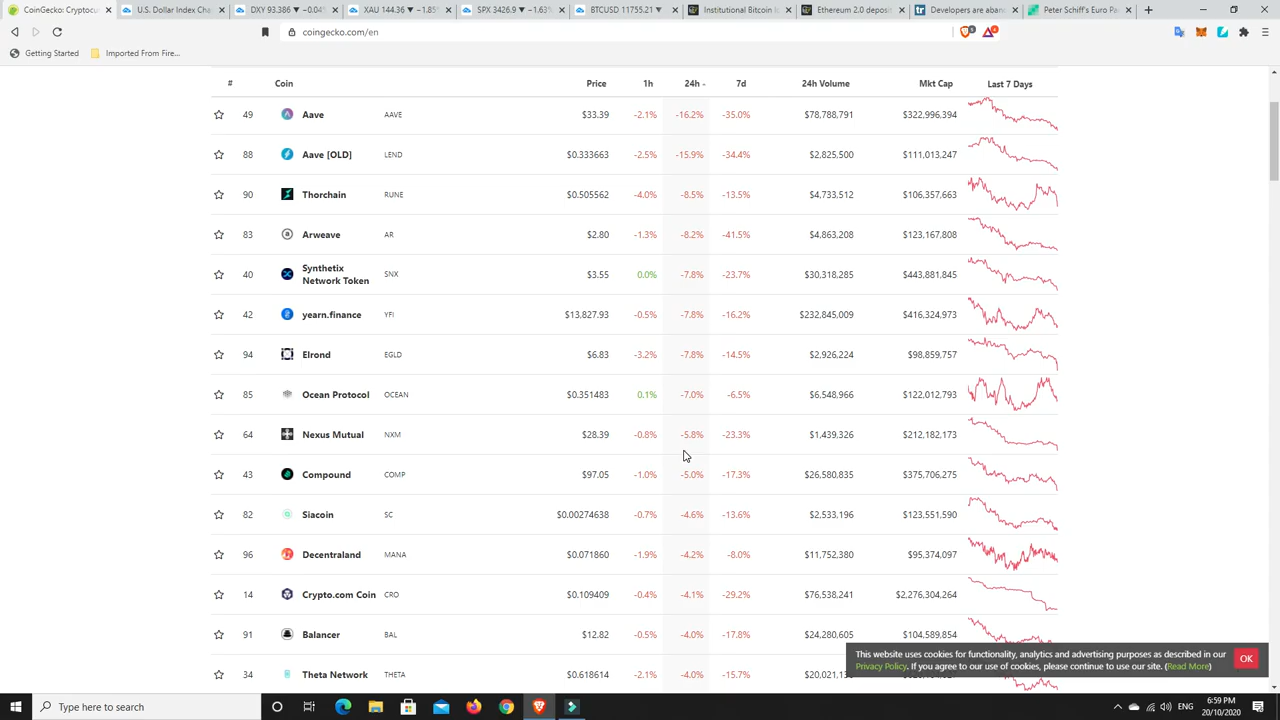 CoinGecko: Cryptocurr
U.S. Dollar Index Cha
DXY 93.386 ▼ −0.04
XAU 144.36 ▼ −1.85
SPX 3426.9 ▼ −1.63%
BTCUSD 11755.21 ▼
Institutional Bitcoin Ic
Ethereum 2.0 deposit
Developers are aban
Peter Schiff's Euro Pac
coingecko.com/en
Getting Started Imported From Fire...
# Coin Price 1h 24h 7d 24h Volume Mkt Cap Last 7 Days
49 Aave AAVE $33.39 -2.1% -16.2% -35.0% $78,788,791 $322,996,394
88 Aave [OLD] LEND $0.333663 -2.5% -15.9% -34.4% $2,825,500 $111,013,247
90 Thorchain RUNE $0.505562 -4.0% -8.5% -13.5% $4,733,512 $106,357,663
83 Arweave AR $2.80 -1.3% -8.2% -41.5% $4,863,208 $123,167,808
40 Synthetix Network Token SNX $3.55 0.0% -7.8% -23.7% $30,318,285 $443,881,845
42 yearn.finance YFI $13,827.93 -0.5% -7.8% -16.2% $232,845,009 $416,324,973
94 Elrond EGLD $6.83 -3.2% -7.8% -14.5% $2,926,224 $98,859,757
85 Ocean Protocol OCEAN $0.351483 0.1% -7.0% -6.5% $6,548,966 $122,012,793
64 Nexus Mutual NXM $28.39 -0.8% -5.8% -23.3% $1,439,326 $212,182,173
43 Compound COMP $97.05 -1.0% -5.0% -17.3% $26,580,835 $375,706,275
82 Siacoin SC $0.00274638 -0.7% -4.6% -13.6% $2,533,196 $123,551,590
96 Decentraland MANA $0.071860 -1.9% -4.2% -8.0% $11,752,380 $95,374,097
14 Crypto.com Coin CRO $0.109409 -0.4% -4.1% -29.2% $76,538,241 $2,276,304,264
91 Balancer BAL $12.82 -0.5% -4.0% -17.8% $24,280,605 $104,589,854
34 Theta Network THETA $0.618614 -2.1% -4.0% -15.7%
This website uses cookies for functionality, analytics and advertising purposes as described in our
Privacy Policy. If you agree to our use of cookies, please continue to use our site. (Read More)
OK
Type here to search
ENG
6:59 PM
20/10/2020